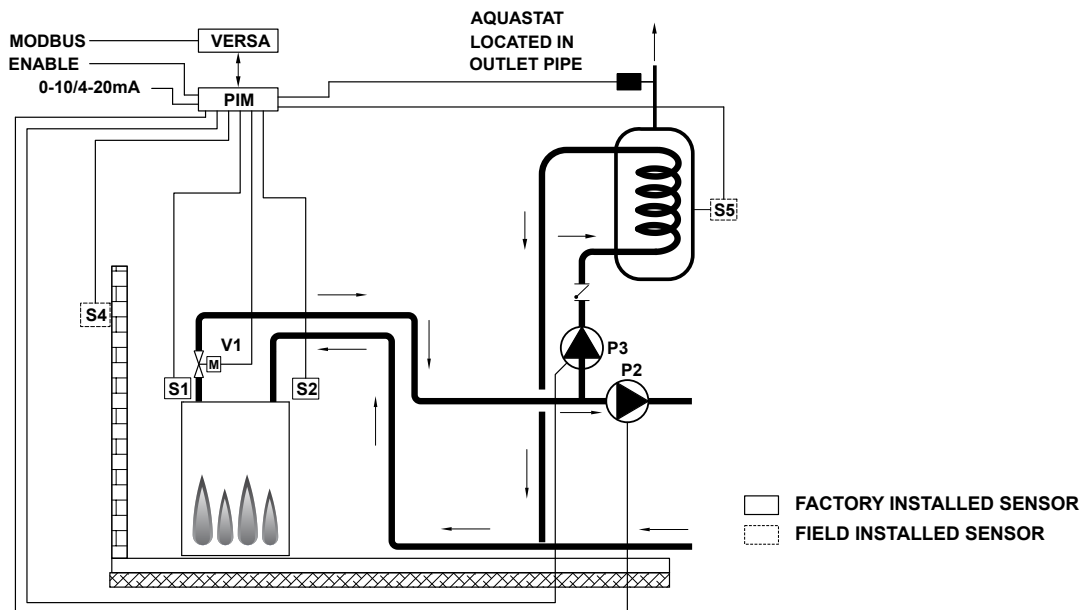 AQUASTAT
LOCATED IN
OUTLET PIPE
MODBUS
VERSA
ENABLE
0-10/4-20mA
PIM
S5
S4
V1
M
S1
S2
P3
P2
FACTORY INSTALLED SENSOR
FIELD INSTALLED SENSOR